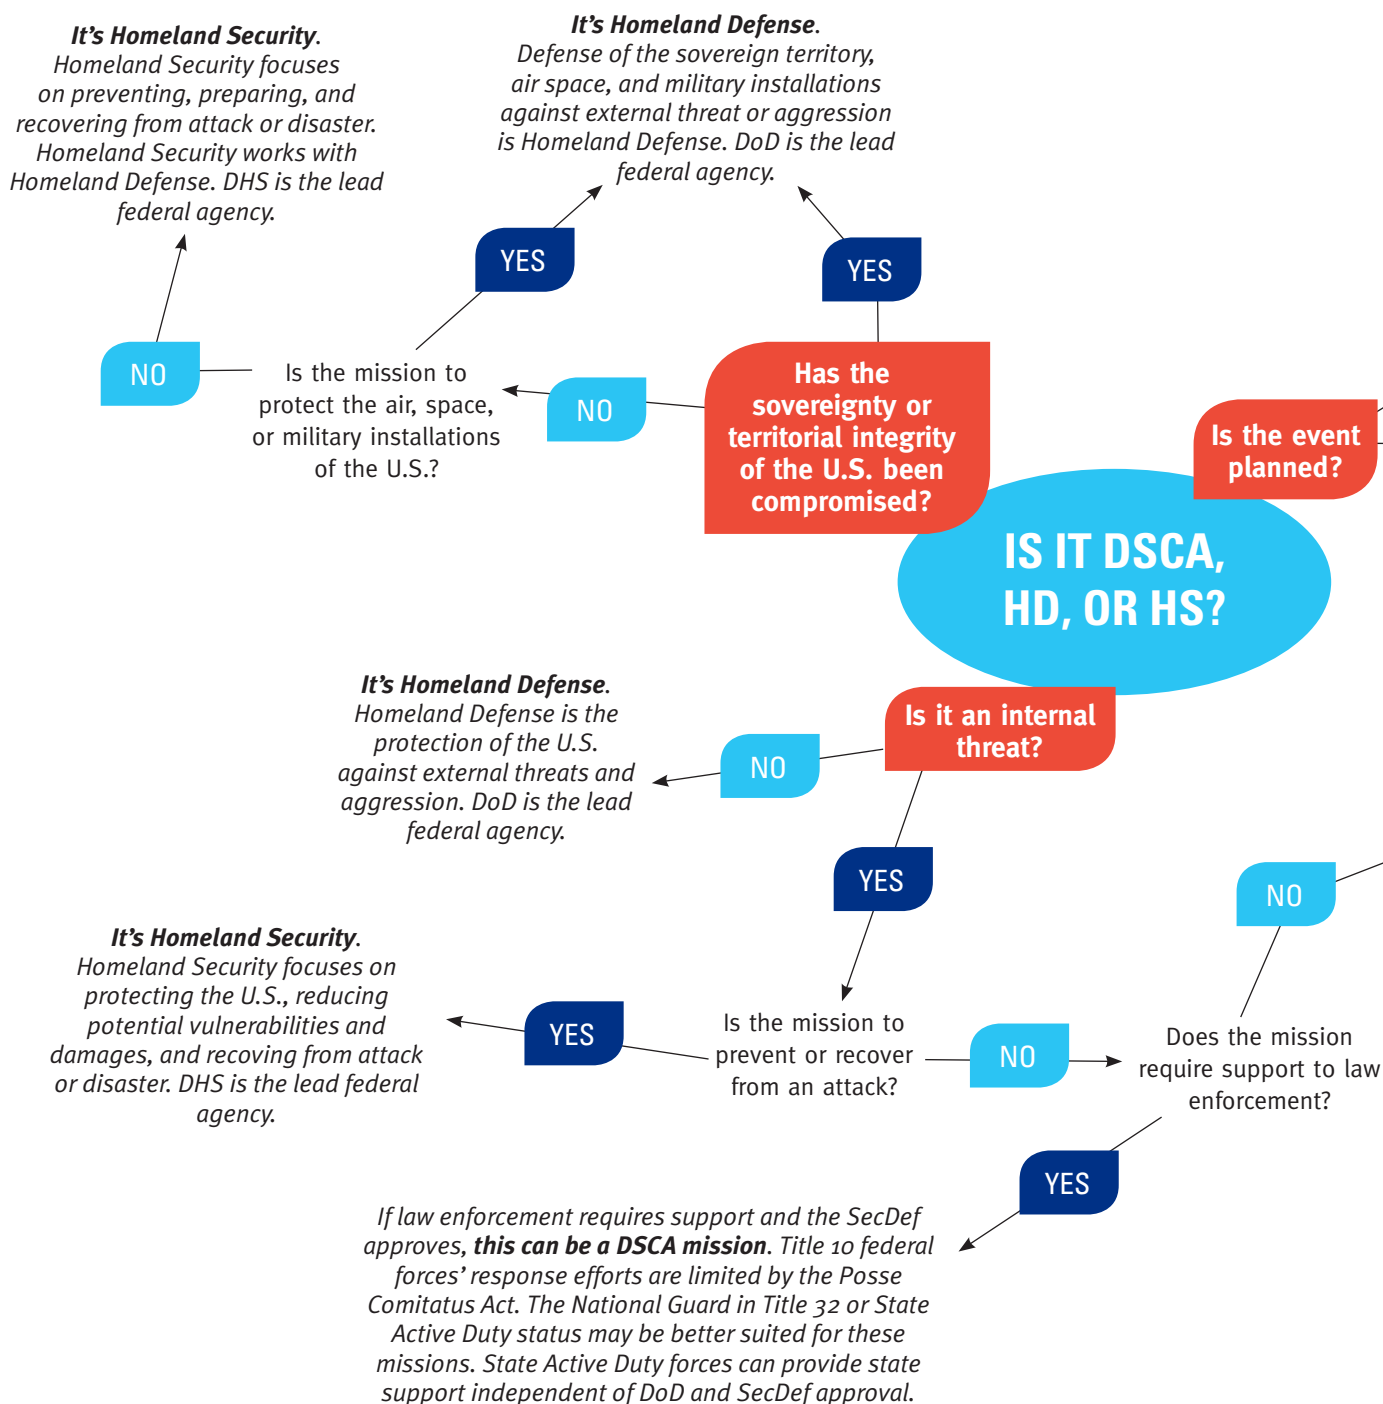 It's Homeland Security.
Homeland Security focuses
on preventing, preparing, and
recovering from attack or disaster.
Homeland Security works with
Homeland Defense. DHS is the lead
federal agency.
It's Homeland Defense.
Defense of the sovereign territory,
air space, and military installations
against external threat or aggression
is Homeland Defense. DoD is the lead
federal agency.
YES
YES
NO
Is the mission to
protect the air, space,
or military installations
of the U.S.?
NO
Has the
sovereignty or
territorial integrity
of the U.S. been
compromised?
Is the event
planned?
IS IT DSCA,
HD, OR HS?
It's Homeland Defense.
Homeland Defense is the
protection of the U.S.
against external threats and
aggression. DoD is the lead
federal agency.
NO
Is it an internal
threat?
YES
NO
It's Homeland Security.
Homeland Security focuses on
protecting the U.S., reducing
potential vulnerabilities and
damages, and recoving from attack
or disaster. DHS is the lead federal
agency.
YES
Is the mission to
prevent or recover
from an attack?
NO
Does the mission
require support to law
enforcement?
YES
If law enforcement requires support and the SecDef
approves, this can be a DSCA mission. Title 10 federal
forces' response efforts are limited by the Posse
Comitatus Act. The National Guard in Title 32 or State
Active Duty status may be better suited for these
missions. State Active Duty forces can provide state
support independent of DoD and SecDef approval.